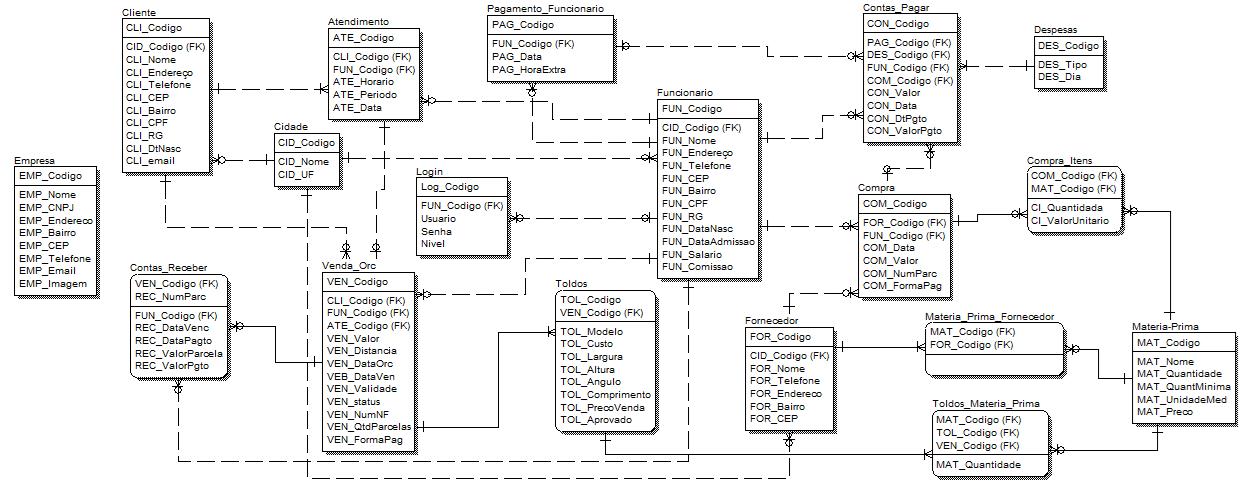 Cliente
CLI_Codigo
CID_Codigo (FK)
CLI_Nome
CLI_Endereço
CLI_Telefone
CLI_CEP
CLI_Bairro
CLI_CPF
CLI_RG
CLI_DtNasc
CLI_email
Atendimento
ATE_Codigo
CLI_Codigo (FK)
FUN_Codigo (FK)
ATE_Horario
ATE_Periodo
ATE_Data
Pagamento_Funcionario
PAG_Codigo
FUN_Codigo (FK)
PAG_Data
PAG_HoraExtra
Contas_Pagar
CON_Codigo
PAG_Codigo (FK)
DES_Codigo (FK)
FUN_Codigo (FK)
COM_Codigo (FK)
CON_Valor
CON_Data
CON_DtPgto
CON_ValorPgto
Despesas
DES_Codigo
DES_Tipo
DES_Dia
Funcionario
FUN_Codigo
CID_Codigo (FK)
FUN_Nome
FUN_Endereço
FUN_Telefone
FUN_CEP
FUN_Bairro
FUN_CPF
FUN_RG
FUN_DataNasc
FUN_DataAdmissao
FUN_Salario
FUN_Comissao
Cidade
CID_Codigo
CID_Nome
CID_UF
Empresa
EMP_Codigo
EMP_Nome
EMP_CNPJ
EMP_Endereco
EMP_Bairro
EMP_CEP
EMP_Telefone
EMP_Email
EMP_Imagem
Login
Log_Codigo
FUN_Codigo (FK)
Usuario
Senha
Nivel
Compra
COM_Codigo
FOR_Codigo (FK)
FUN_Codigo (FK)
COM_Data
COM_Valor
COM_NumParc
COM_FormaPag
Compra_Itens
COM_Codigo (FK)
MAT_Codigo (FK)
CI_Quantidada
CI_ValorUnitario
Contas_Receber
VEN_Codigo (FK)
REC_NumParc
FUN_Codigo (FK)
REC_DataVenc
REC_DataPagto
REC_ValorParcela
REC_ValorPgto
Venda_Orc
VEN_Codigo
CLI_Codigo (FK)
FUN_Codigo (FK)
ATE_Codigo (FK)
VEN_Valor
VEN_Distancia
VEN_DataOrc
VEB_DataVen
VEN_Validade
VEN_status
VEN_NumNF
VEN_QtdParcelas
VEN_FormaPag
Toldos
TOL_Codigo
VEN_Codigo (FK)
TOL_Modelo
TOL_Custo
TOL_Largura
TOL_Altura
TOL_Angulo
TOL_Comprimento
TOL_PrecoVenda
TOL_Aprovado
Fornecedor
FOR_Codigo
CID_Codigo (FK)
FOR_Nome
FOR_Telefone
FOR_Endereco
FOR_Bairro
FOR_CEP
Materia_Prima_Fornecedor
MAT_Codigo (FK)
FOR_Codigo (FK)
Materia-Prima
MAT_Codigo
MAT_Nome
MAT_Quantidade
MAT_QuantMinima
MAT_UnidadeMed
MAT_Preco
Toldos_Materia_Prima
MAT_Codigo (FK)
TOL_Codigo (FK)
VEN_Codigo (FK)
MAT_Quantidade